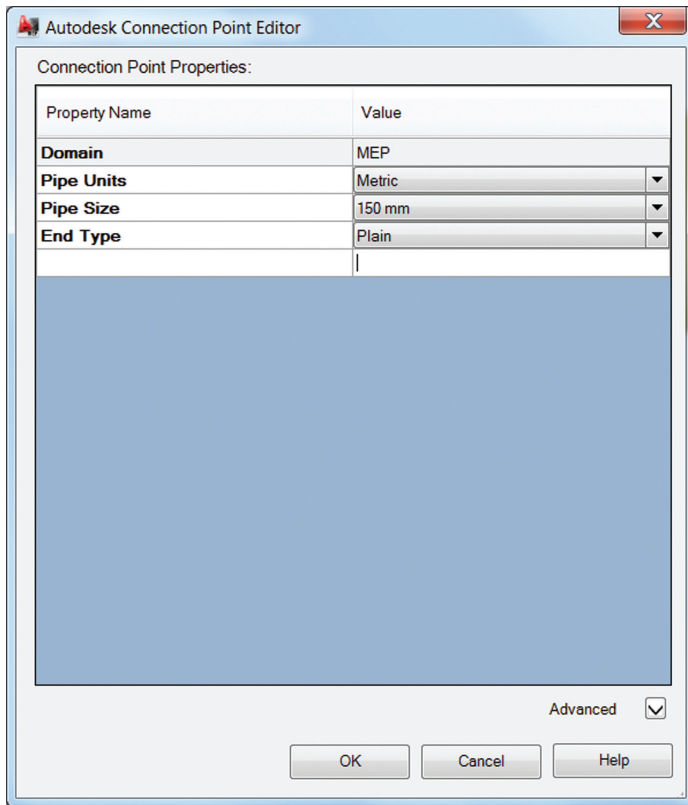 Autodesk Connection Point Editor
Connection Point Properties:
Property Name Value
Domain MEP
Pipe Units Metric
Pipe Size 150 mm
End Type Plain
Advanced
OK Cancel Help